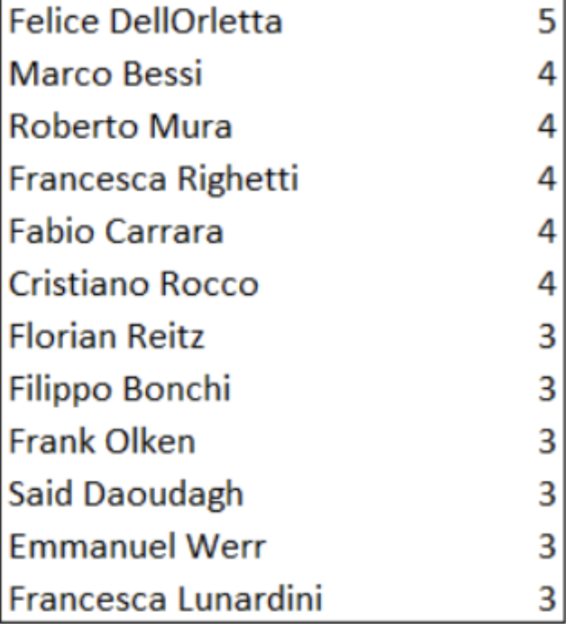 Felice DellOrletta 5
Marco Bessi 4
Roberto Mura 4
Francesca Righetti 4
Fabio Carrara 4
Cristiano Rocco 4
Florian Reitz 3
Filippo Bonchi 3
Frank Olken 3
Said Daoudagh 3
Emmanuel Werr 3
Francesca Lunardini 3